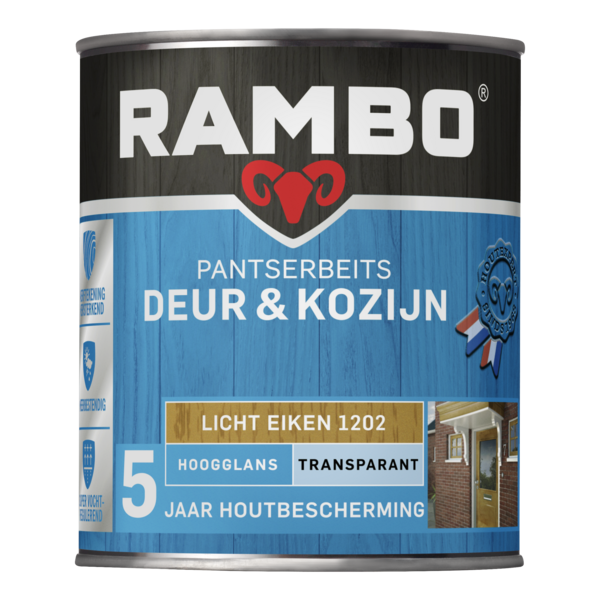 RAMBO®
PANTSERBEITS
DEUR & KOZIJN
LICHT EIKEN 1202
HOOGGLANS
TRANSPARANT
5
JAAR HOUTBESCHERMING